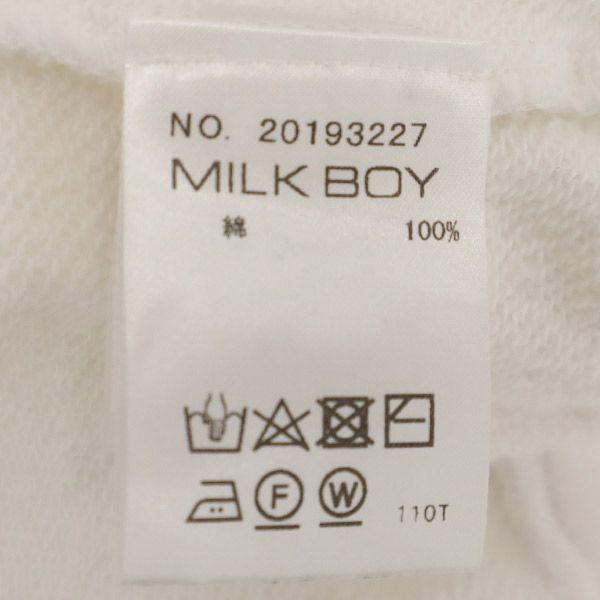 NO. 20193227
MILK BOY
綿 100%
F W 110T